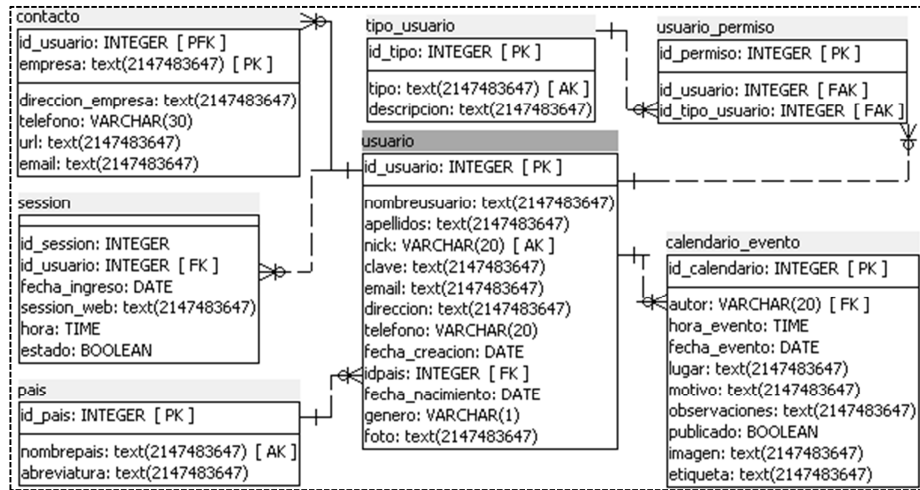 contacto
id_usuario: INTEGER [ PFK ]
empresa: text(2147483647) [ PK ]
direccion_empresa: text(2147483647)
telefono: VARCHAR(30)
url: text(2147483647)
email: text(2147483647)
tipo_usuario
id_tipo: INTEGER [ PK ]
tipo: text(2147483647) [ AK ]
descripcion: text(2147483647)
usuario_permiso
id_permiso: INTEGER [ PK ]
id_usuario: INTEGER [ FAK ]
id_tipo_usuario: INTEGER [ FAK ]
usuario
id_usuario: INTEGER [ PK ]
nombreusuario: text(2147483647)
apellidos: text(2147483647)
nick: VARCHAR(20) [ AK ]
clave: text(2147483647)
email: text(2147483647)
direccion: text(2147483647)
telefono: VARCHAR(20)
fecha_creacion: DATE
idpais: INTEGER [ FK ]
fecha_nacimiento: DATE
genero: VARCHAR(1)
foto: text(2147483647)
session
id_session: INTEGER
id_usuario: INTEGER [ FK ]
fecha_ingreso: DATE
session_web: text(2147483647)
hora: TIME
estado: BOOLEAN
calendario_evento
id_calendario: INTEGER [ PK ]
autor: VARCHAR(20) [ FK ]
hora_evento: TIME
fecha_evento: DATE
lugar: text(2147483647)
motivo: text(2147483647)
observaciones: text(2147483647)
publicado: BOOLEAN
imagen: text(2147483647)
etiqueta: text(2147483647)
pais
id_pais: INTEGER [ PK ]
nombrepais: text(2147483647) [ AK ]
abreviatura: text(2147483647)